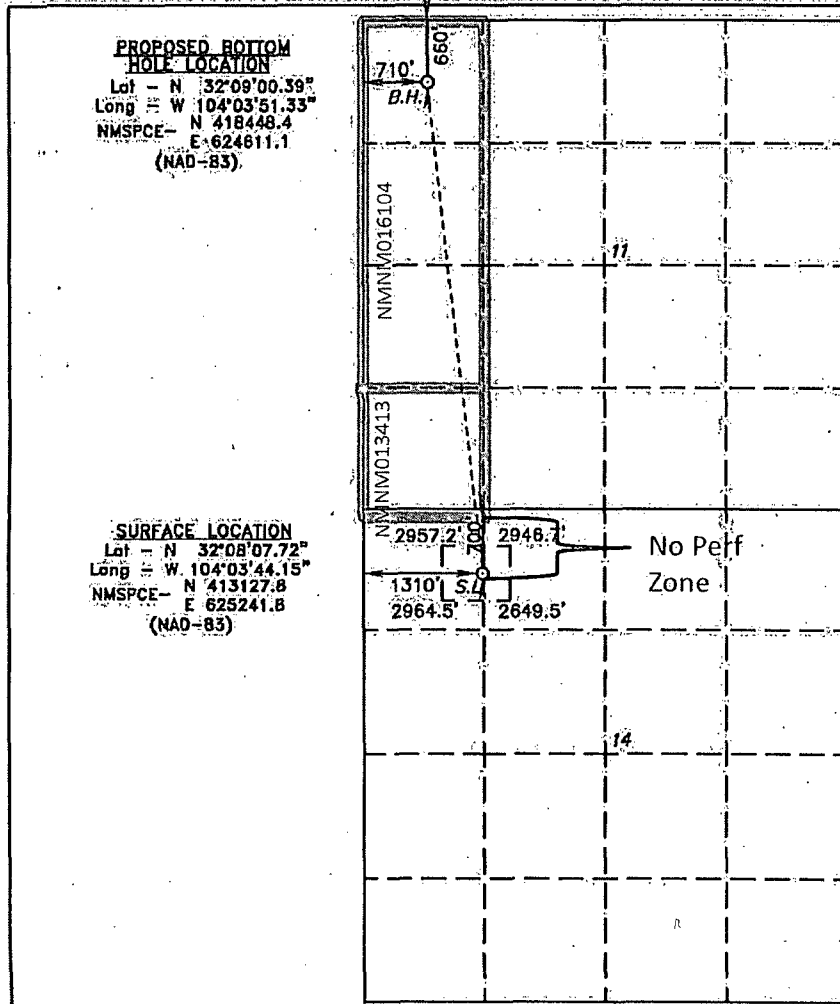 PROPOSED BOTTOM
HOLE LOCATION
Lat - N 32°09'00.39"
Long = W 104°03'51.33"
NMSPCE- N 418448.4
E 624611.1
(NAD-83)
660'
710'
B.H.
NMNM016104
11
NMNM013413
SURFACE LOCATION
Lat - N 32°08'07.72"
Long = W 104°03'44.15"
NMSPCE- N 413127.8
E 625241.8
(NAD-83)
2957.2' 2946.7'
700'
No Perf
Zone
1310' S.L.
2964.5' 2649.5'
14